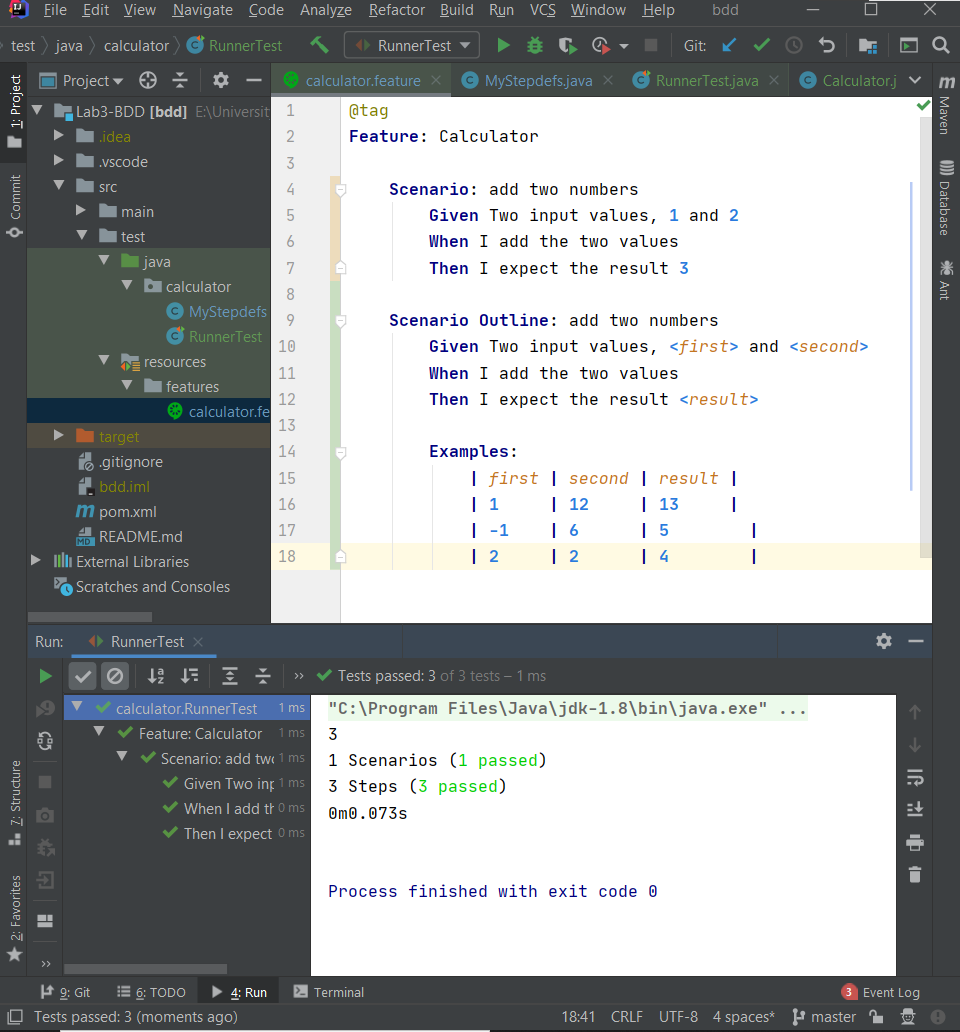 File Edit View Navigate Code Analyze Refactor Build Run VCS Window Help bdd
test java calculator RunnerTest RunnerTest Git:
1: Project
Commit
7: Structure
2: Favorites
Project
Lab3-BDD [bdd] E:\Universit
.idea
.vscode
src
main
test
java
calculator
MyStepdefs
RunnerTest
resources
features
calculator.fe
target
.gitignore
bdd.iml
pom.xml
README.md
External Libraries
Scratches and Consoles
calculator.feature MyStepdefs.java RunnerTest.java Calculator.j
1 @tag
2 Feature: Calculator
3
4 Scenario: add two numbers
5 Given Two input values, 1 and 2
6 When I add the two values
7 Then I expect the result 3
8
9 Scenario Outline: add two numbers
10 Given Two input values, <first> and <second>
11 When I add the two values
12 Then I expect the result <result>
13
14 Examples:
15 | first | second | result |
16 | 1 | 12 | 13 |
17 | -1 | 6 | 5 |
18 | 2 | 2 | 4 |
Maven
Database
Ant
Run: RunnerTest
Tests passed: 3 of 3 tests – 1 ms
calculator.RunnerTest 1 ms
Feature: Calculator 1 ms
Scenario: add two 1 ms
Given Two inp 1 ms
When I add th 0 ms
Then I expect 0 ms
"C:\Program Files\Java\jdk-1.8\bin\java.exe" ...
3
1 Scenarios (1 passed)
3 Steps (3 passed)
0m0.073s
Process finished with exit code 0
9: Git 6: TODO 4: Run Terminal 3 Event Log
Tests passed: 3 (moments ago) 18:41 CRLF UTF-8 4 spaces* master